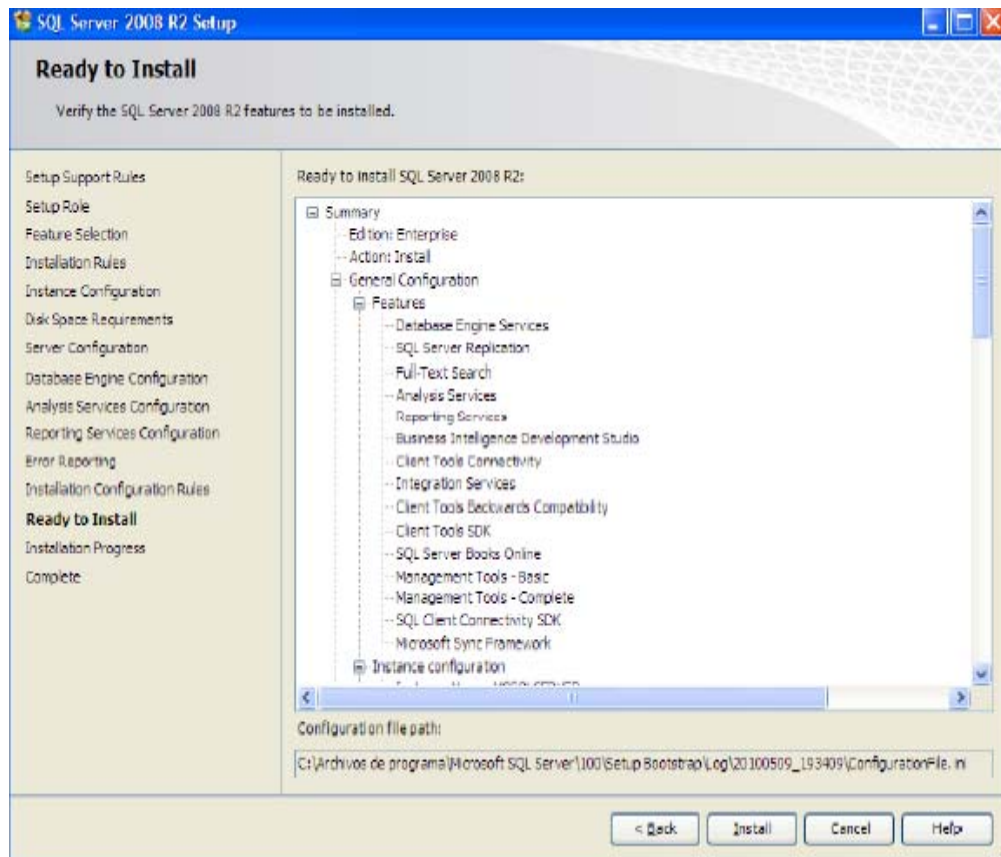 SQL Server 2008 R2 Setup
Ready to Install
Verify the SQL Server 2008 R2 features to be installed.
Setup Support Rules
Setup Role
Feature Selection
Installation Rules
Instance Configuration
Disk Space Requirements
Server Configuration
Database Engine Configuration
Analysis Services Configuration
Reporting Services Configuration
Error Reporting
Installation Configuration Rules
Ready to Install
Installation Progress
Complete
Ready to install SQL Server 2008 R2:
Summary
Edition: Enterprise
Action: Install
General Configuration
Features
Database Engine Services
SQL Server Replication
Full-Text Search
Analysis Services
Reporting Services
Business Intelligence Development Studio
Client Tools Connectivity
Integration Services
Client Tools Backwards Compatibility
Client Tools SDK
SQL Server Books Online
Management Tools - Basic
Management Tools - Complete
SQL Client Connectivity SDK
Microsoft Sync Framework
Instance configuration
Configuration file path:
C:\Archivos de programa\Microsoft SQL Server\100\Setup Bootstrap\Log\20100509_193409\ConfigurationFile.ini
< Back
Install
Cancel
Help